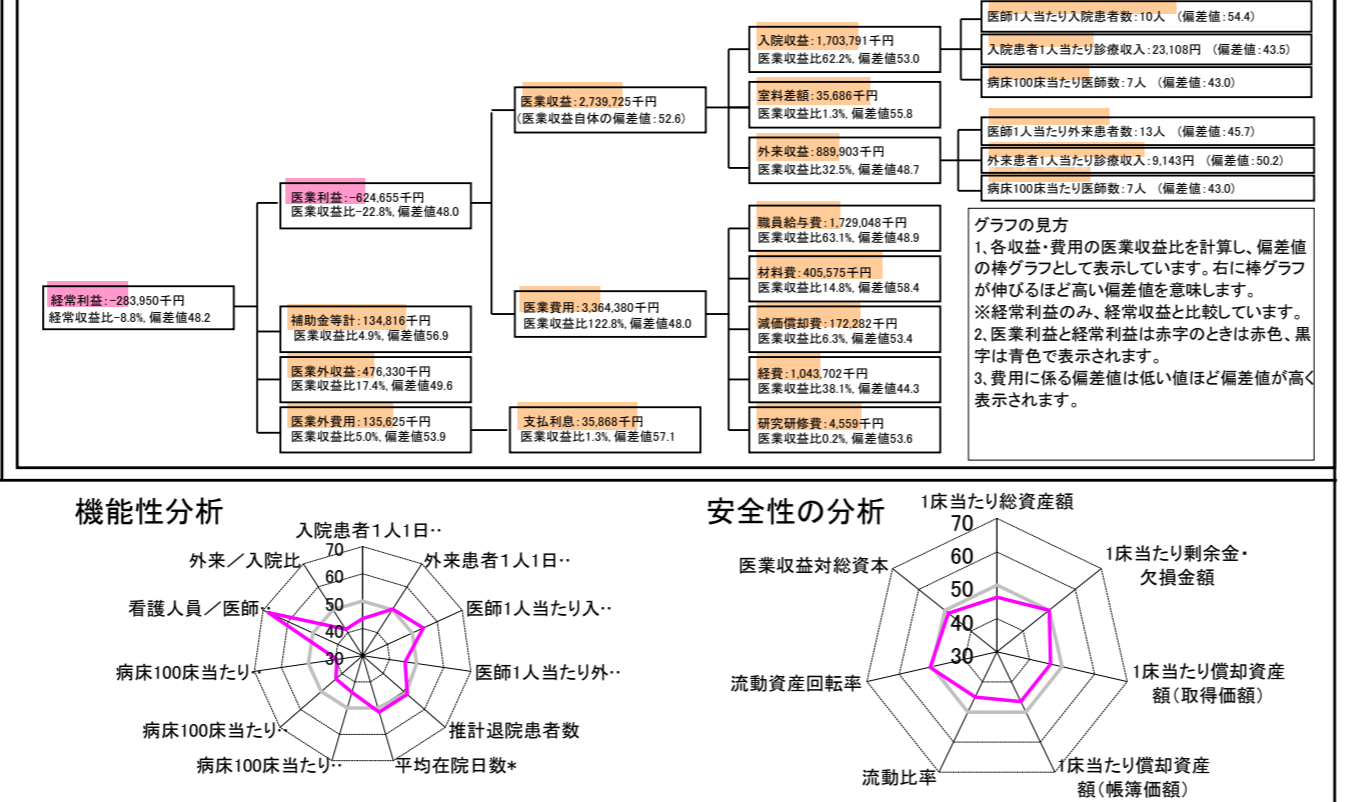 医師1人当たり入院患者数:10人 (偏差値:54.4)
入院収益:1,703,791千円
医業収益比62.2%, 偏差値53.0
入院患者1人当たり診療収入:23,108円 (偏差値:43.5)
病床100床当たり医師数:7人 (偏差値:43.0)
医業収益:2,739,725千円
(医業収益自体の偏差値:52.6)
室料差額:35,686千円
医業収益比1.3%, 偏差値55.8
医師1人当たり外来患者数:13人 (偏差値:45.7)
外来収益:889,903千円
医業収益比32.5%, 偏差値48.7
外来患者1人当たり診療収入:9,143円 (偏差値:50.2)
病床100床当たり医師数:7人 (偏差値:43.0)
医業利益:-624,655千円
医業収益比-22.8%, 偏差値48.0
職員給与費:1,729,048千円
医業収益比63.1%, 偏差値48.9
材料費:405,575千円
医業収益比14.8%, 偏差値58.4
経常利益:-283,950千円
経常収益比-8.8%, 偏差値48.2
医業費用:3,364,380千円
医業収益比122.8%, 偏差値48.0
補助金等計:134,816千円
医業収益比4.9%, 偏差値56.9
減価償却費:172,282千円
医業収益比6.3%, 偏差値53.4
医業外収益:476,330千円
医業収益比17.4%, 偏差値49.6
経費:1,043,702千円
医業収益比38.1%, 偏差値44.3
医業外費用:135,625千円
医業収益比5.0%, 偏差値53.9
支払利息:35,868千円
医業収益比1.3%, 偏差値57.1
研究研修費:4,559千円
医業収益比0.2%, 偏差値53.6
グラフの見方
1、各収益・費用の医業収益比を計算し、偏差値
の棒グラフとして表示しています。右に棒グラフ
が伸びるほど高い偏差値を意味します。
※経常利益のみ、経常収益と比較しています。
2、医業利益と経常利益は赤字のときは赤色、黒
字は青色で表示されます。
3、費用に係る偏差値は低い値ほど偏差値が高く
表示されます。
機能性分析
入院患者1人1日‥
外来患者1人1日‥
医師1人当たり入‥
医師1人当たり外‥
推計退院患者数
平均在院日数*
病床100床当たり‥
病床100床当たり‥
病床100床当たり‥
看護人員/医師‥
外来/入院比
70
60
50
40
30
安全性の分析
1床当たり総資産額
1床当たり剰余金・
欠損金額
1床当たり償却資産
額(取得価額)
1床当たり償却資産
額(帳簿価額)
流動比率
流動資産回転率
医業収益対総資本
70
60
50
40
30